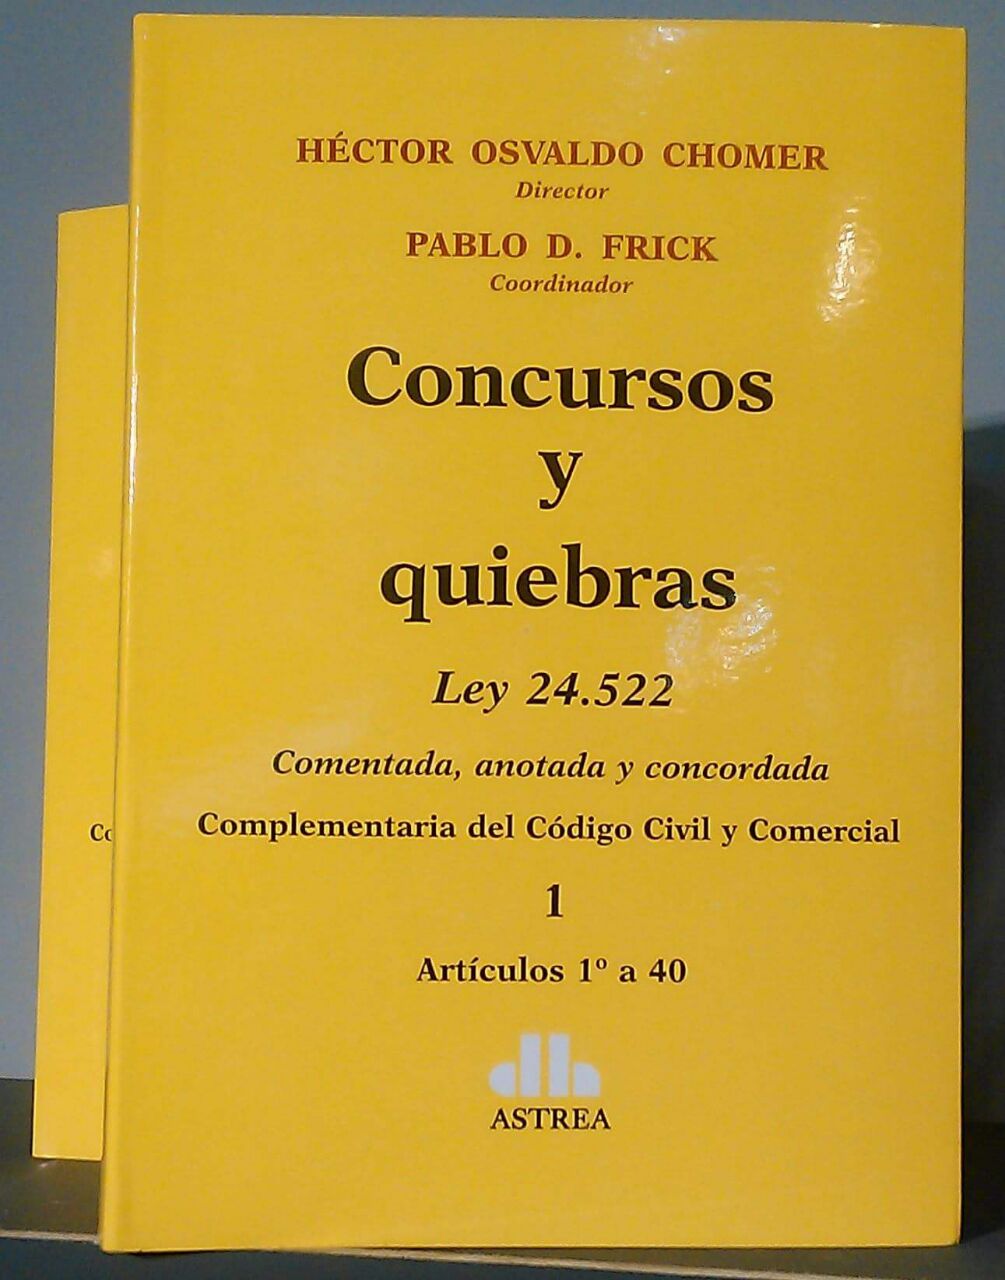 HÉCTOR OSVALDO CHOMER
Director
PABLO D. FRICK
Coordinador
Concursos
y
quiebras
Ley 24.522
Comentada, anotada y concordada
Complementaria del Código Civil y Comercial
1
Artículos 1º a 40
ASTREA